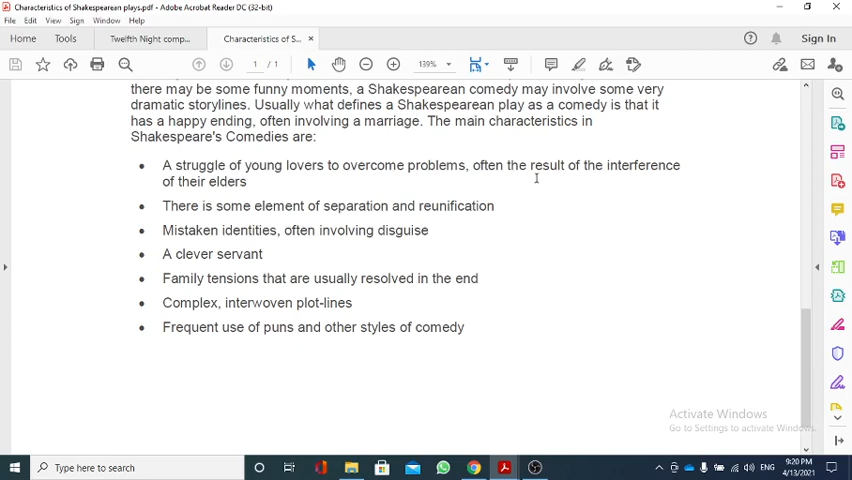 Characteristics of Shakespearean plays.pdf - Adobe Acrobat Reader DC (32-bit)
File Edit View Sign Window Help
Home Tools Twelfth Night comp... Characteristics of S... × Sign In
1 / 1 139%
there may be some funny moments, a Shakespearean comedy may involve some very
dramatic storylines. Usually what defines a Shakespearean play as a comedy is that it
has a happy ending, often involving a marriage. The main characteristics in
Shakespeare's Comedies are:
• A struggle of young lovers to overcome problems, often the result of the interference
of their elders
• There is some element of separation and reunification
• Mistaken identities, often involving disguise
• A clever servant
• Family tensions that are usually resolved in the end
• Complex, interwoven plot-lines
• Frequent use of puns and other styles of comedy
Activate Windows
Go to Settings to activate Windows.
Type here to search
ENG
9:20 PM
4/13/2021